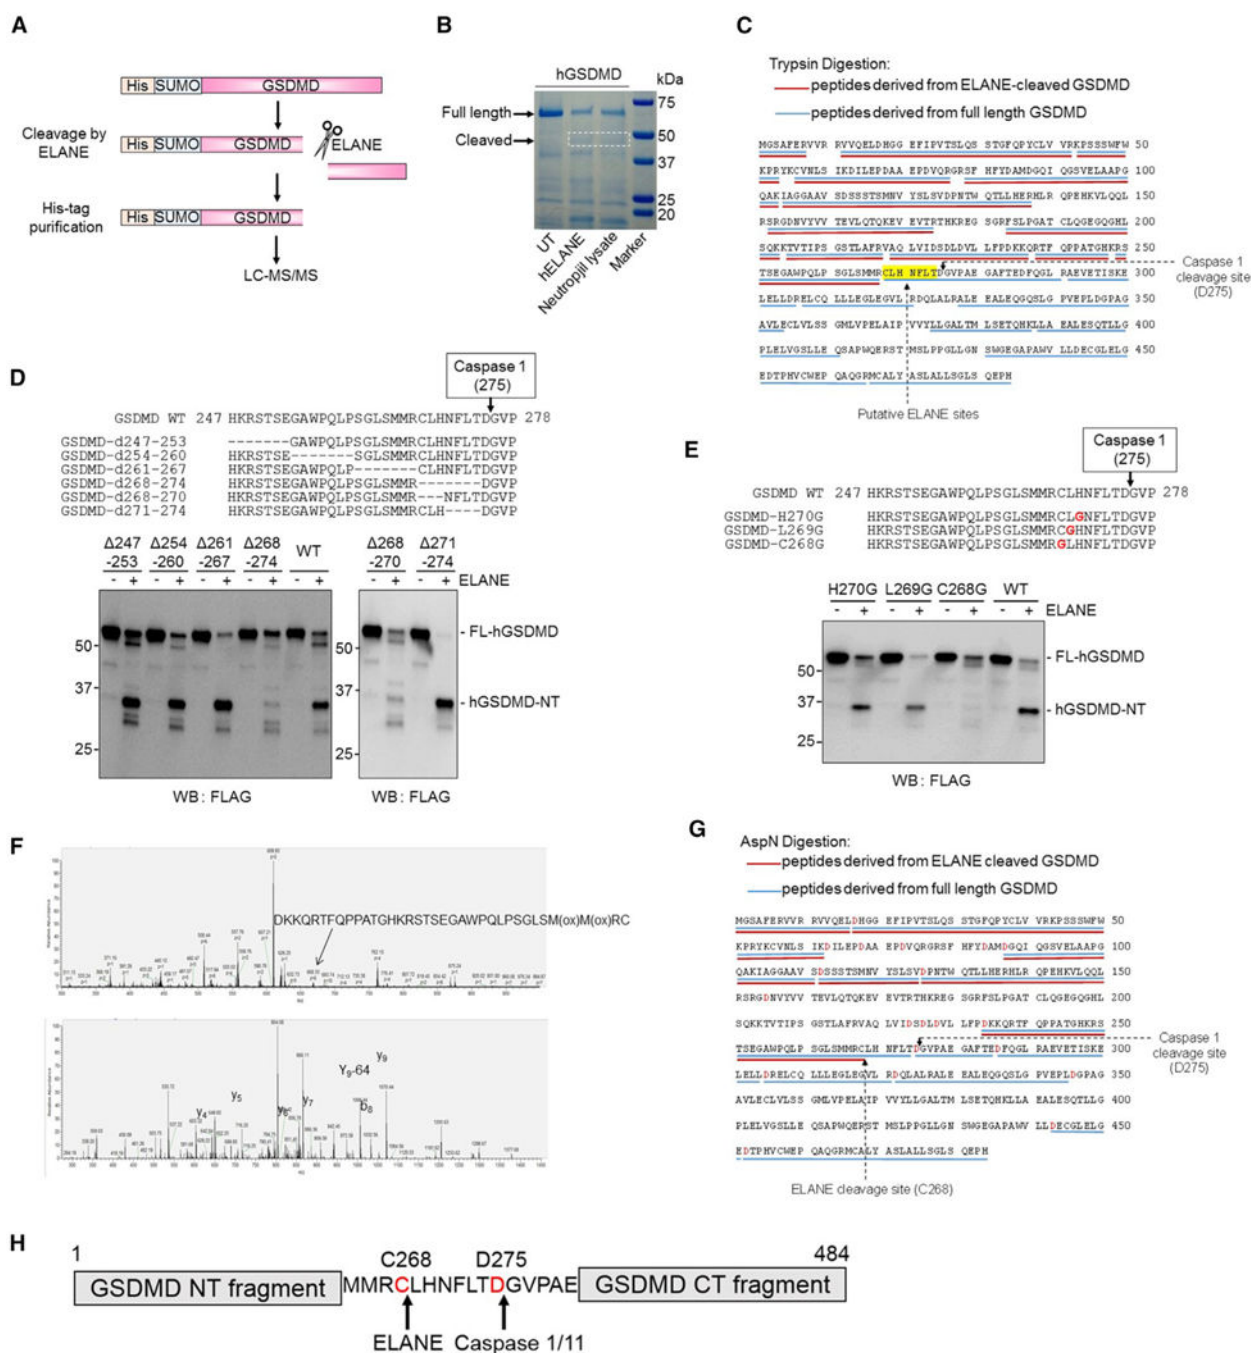 A
His SUMO GSDMD
Cleavage by
ELANE
His SUMO GSDMD
ELANE
His-tag
purification
His SUMO GSDMD
LC-MS/MS
B
hGSDMD
kDa
Full length
Cleaved
75
50
37
25
20
UT
hELANE
Neutropjil lysate
Marker
C
Trypsin Digestion:
peptides derived from ELANE-cleaved GSDMD
peptides derived from full length GSDMD
MGSAFERVVR RVVQELDHGG EFIPVTSLQS STGFQPYCLV VRKPSSSWFW 50
KPRYKCVNLS IKDILEPDAA EPDVQRGRSF HFYDAMDGQI QGSVELAAPG 100
QAKIAGGAAV SDSSSTSMNV YSLSVDPNTW QTLLHERHLR QPEHKVLQQL 150
RSRGDNVYVV TEVLQTQKEV EVTRTHKREG SGRFSLPGAT CLQGEGQGHL 200
SQKKTVTIPS GSTLAFRVAQ LVIDSDLDVL LFPDKKQRTF QPPATGHKRS 250
TSEGAWPQLP SGLSMMRCLH NFLTDGVPAE GAFTEDFQGL RAEVETISKE 300
LELLDRELCQ LLLEGLEGVL RDQLALRALE EALEQGQSLG PVEPLDGPAG 350
AVLECLVLSS GMLVPELAIP VVYLLGALTM LSETQHKLLA EALESQTLLG 400
PLELVGSLLE QSAPWQERST MSLPPGLLGN SWGEGAPAWV LLDECGLELG 450
EDTPHVCWEP QAQGRMCALY ASLALLSGLS QEPH
Caspase 1
cleavage site
(D275)
Putative ELANE sites
D
Caspase 1
(275)
GSDMD WT 247 HKRSTSEGAWPQLPSGLSMMRCLHNFLTDGVP 278
GSDMD-d247-253 -------GAWPQLPSGLSMMRCLHNFLTDGVP
GSDMD-d254-260 HKRSTSE-------SGLSMMRCLHNFLTDGVP
GSDMD-d261-267 HKRSTSEGAWPQLP-------CLHNFLTDGVP
GSDMD-d268-274 HKRSTSEGAWPQLPSGLSMMR-------DGVP
GSDMD-d268-270 HKRSTSEGAWPQLPSGLSMMR---NFLTDGVP
GSDMD-d271-274 HKRSTSEGAWPQLPSGLSMMRCLH----DGVP
Δ247 Δ254 Δ261 Δ268 WT Δ268 Δ271
-253 -260 -267 -274 -270 -274
- + - + - + - + - + - + - + ELANE
50
37
25
50
37
25
- FL-hGSDMD
- hGSDMD-NT
WB: FLAG
WB: FLAG
E
Caspase 1
(275)
GSDMD WT 247 HKRSTSEGAWPQLPSGLSMMRCLHNFLTDGVP 278
GSDMD-H270G HKRSTSEGAWPQLPSGLSMMRCLGNFLTDGVP
GSDMD-L269G HKRSTSEGAWPQLPSGLSMMRCGHNFLTDGVP
GSDMD-C268G HKRSTSEGAWPQLPSGLSMMRGLHNFLTDGVP
H270G L269G C268G WT
- + - + - + - + ELANE
50
37
25
- FL-hGSDMD
- hGSDMD-NT
WB: FLAG
F
DKKQRTFQPPATGHKRSTSEGAWPQLPSGLSM(ox)M(ox)RC
y4
y5
y6
y7
Y9-64
b8
y9
G
AspN Digestion:
peptides derived from ELANE cleaved GSDMD
peptides derived from full length GSDMD
MGSAFERVVR RVVQELDHGG EFIPVTSLQS STGFQPYCLV VRKPSSSWFW 50
KPRYKCVNLS IKDILEPDAA EPDVQRGRSF HFYDAMDGQI QGSVELAAPG 100
QAKIAGGAAV SDSSSTSMNV YSLSVDPNTW QTLLHERHLR QPEHKVLQQL 150
RSRGDNVYVV TEVLQTQKEV EVTRTHKREG SGRFSLPGAT CLQGEGQGHL 200
SQKKTVTIPS GSTLAFRVAQ LVIDSDLDVL LFPDKKQRTF QPPATGHKRS 250
TSEGAWPQLP SGLSMMRCLH NFLTDGVPAE GAFTEDFQGL RAEVETISKE 300
LELLDRELCQ LLLEGLEGVL RDQLALRALE EALEQGQSLG PVEPLDGPAG 350
AVLECLVLSS GMLVPELAIP VVYLLGALTM LSETQHKLLA EALESQTLLG 400
PLELVGSLLE QSAPWQERST MSLPPGLLGN SWGEGAPAWV LLDECGLELG 450
EDTPHVCWEP QAQGRMCALY ASLALLSGLS QEPH
Caspase 1
cleavage site
(D275)
ELANE cleavage site (C268)
H
1
484
C268 D275
GSDMD NT fragment MMRCLHNFLTDGVPAE GSDMD CT fragment
ELANE Caspase 1/11